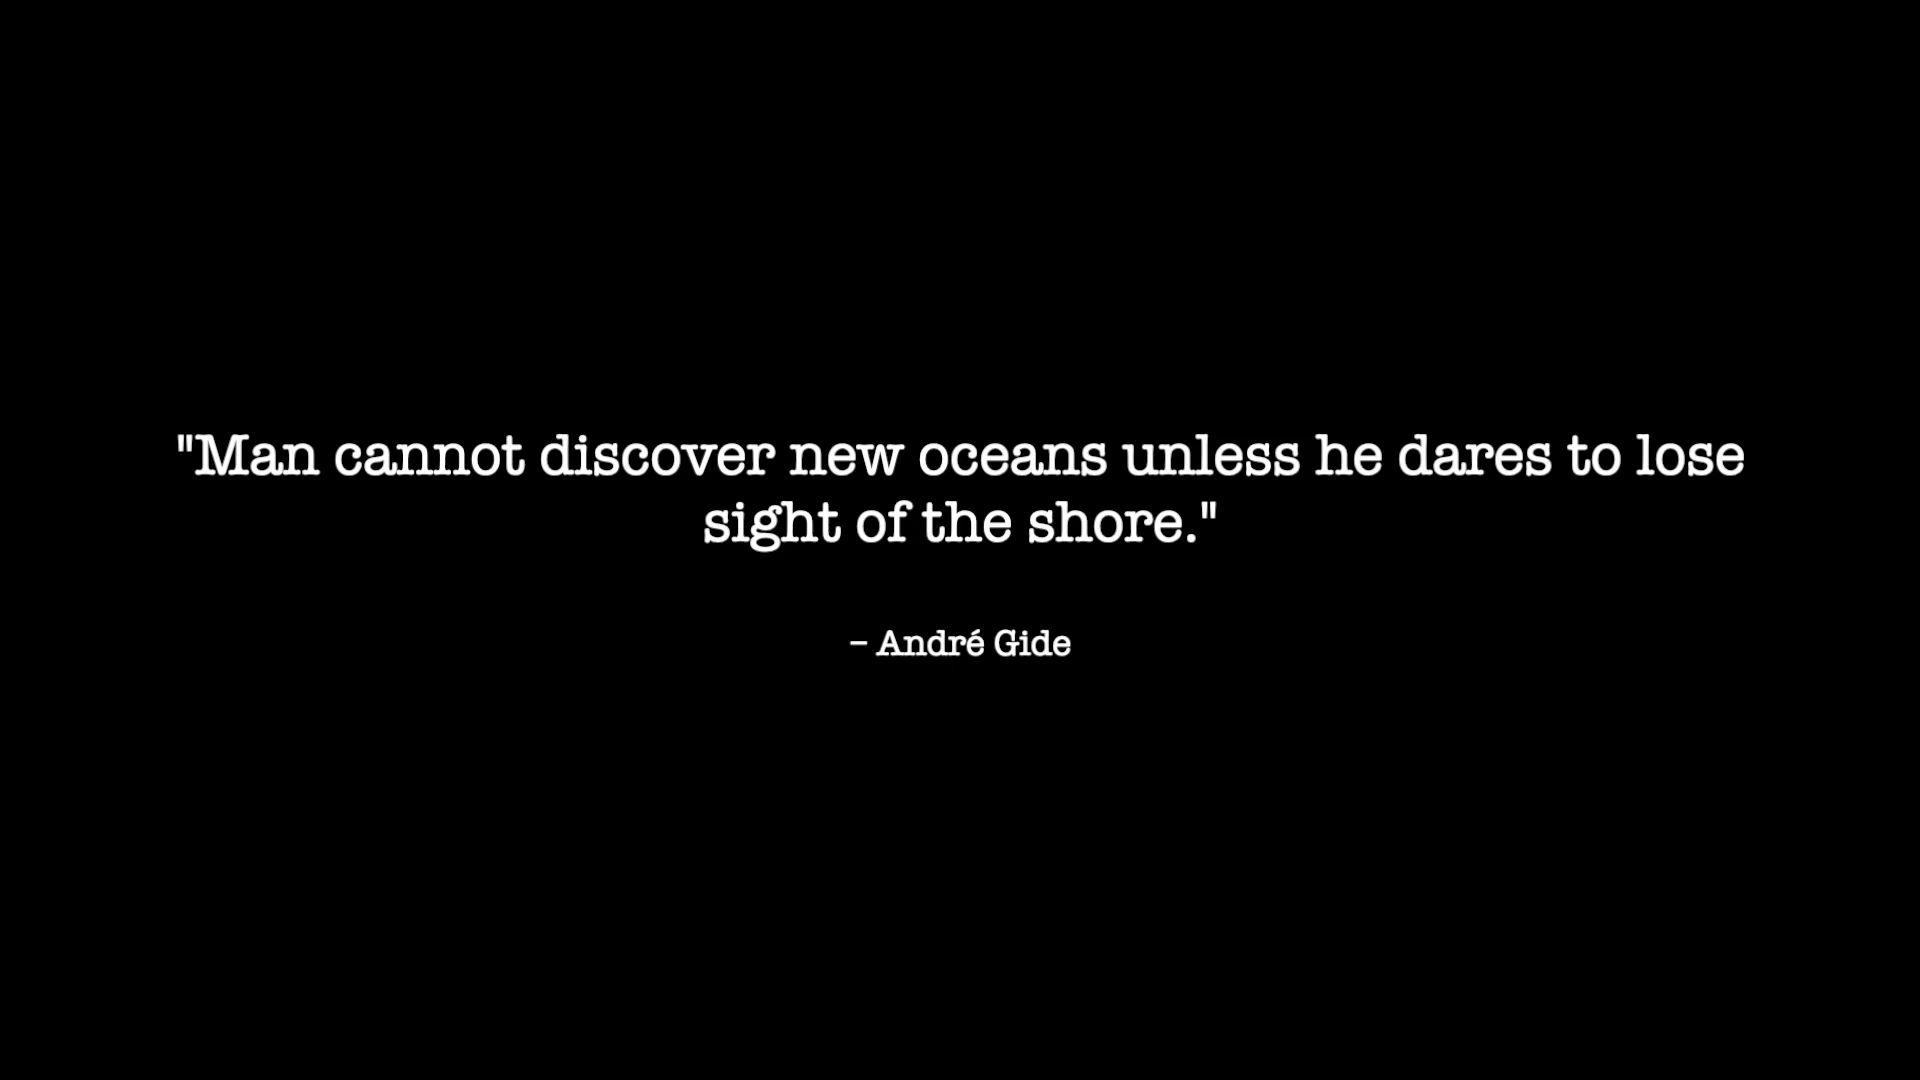 "Man cannot discover new oceans unless he dares to lose
sight of the shore."
– André Gide